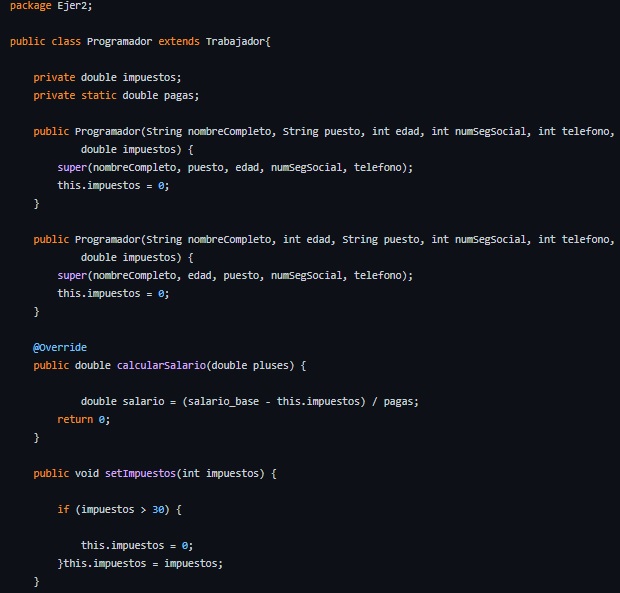 package Ejer2;
public class Programador extends Trabajador{
private double impuestos;
private static double pagas;
public Programador(String nombreCompleto, String puesto, int edad, int numSegSocial, int telefono,
double impuestos) {
super(nombreCompleto, puesto, edad, numSegSocial, telefono);
this.impuestos = 0;
}
public Programador(String nombreCompleto, int edad, String puesto, int numSegSocial, int telefono,
double impuestos) {
super(nombreCompleto, edad, puesto, numSegSocial, telefono);
this.impuestos = 0;
}
@Override
public double calcularSalario(double pluses) {
double salario = (salario_base - this.impuestos) / pagas;
return 0;
}
public void setImpuestos(int impuestos) {
if (impuestos > 30) {
this.impuestos = 0;
}this.impuestos = impuestos;
}